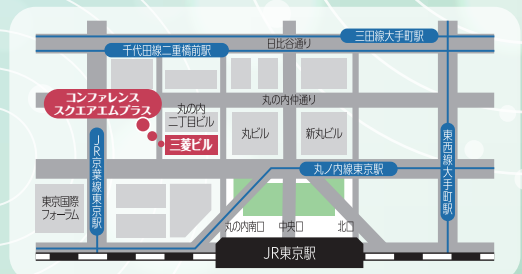 日比谷通り
三田線大手町駅
千代田線二重橋前駅
コンファレンス
スクエアエムプラス
丸の内仲通り
丸の内
二丁目ビル
三菱ビル
丸ビル
新丸ビル
JR京葉線東京駅
東西線大手町駅
丸ノ内線東京駅
東京国際
フォーラム
丸の内南口
中央口
北口
JR東京駅